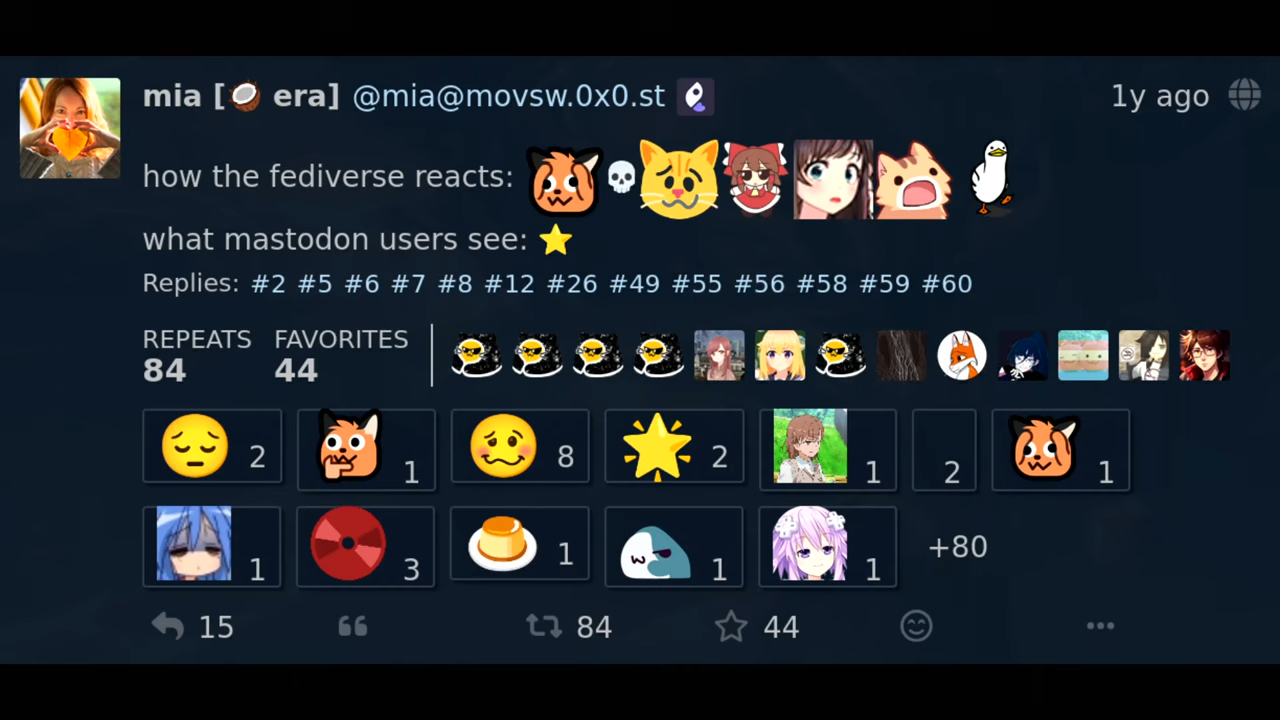 mia [🥥 era] @mia@movsw.0x0.st 1y ago
how the fediverse reacts: 💀
what mastodon users see: ⭐
Replies: #2 #5 #6 #7 #8 #12 #26 #49 #55 #56 #58 #59 #60
REPEATS FAVORITES
84 44
2 1 8 2 1 2 1
1 3 1 1 1 +80
15 84 44